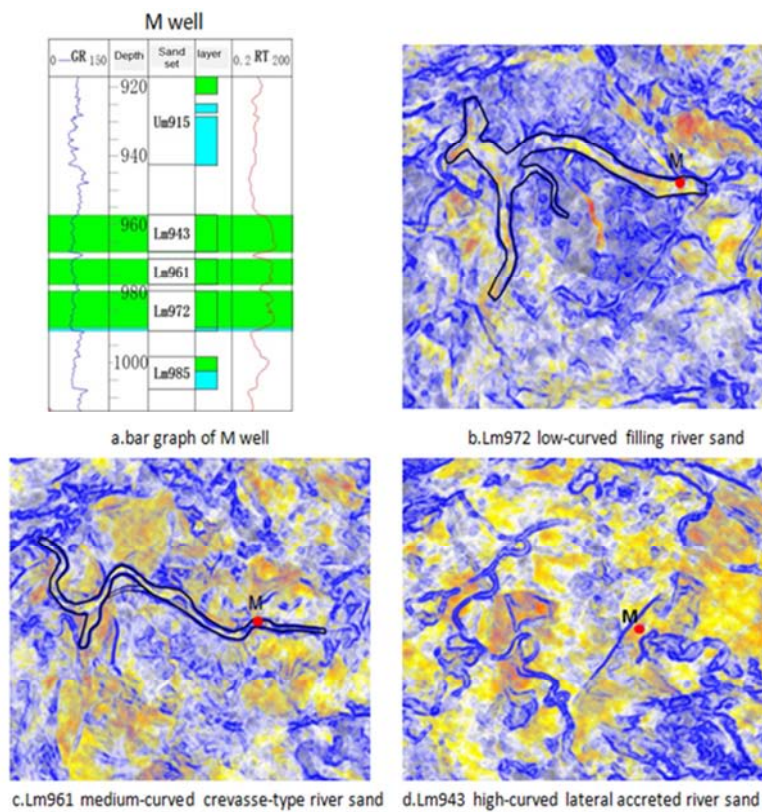 M well
0 GR 150 Depth Sand set layer 0.2 RT 200
920
Um915
940
960
Lm943
Lm961
980
Lm972
1000
Lm985
a.bar graph of M well
M
b.Lm972 low-curved filling river sand
M
c.Lm961 medium-curved crevasse-type river sand
M
d.Lm943 high-curved lateral accreted river sand